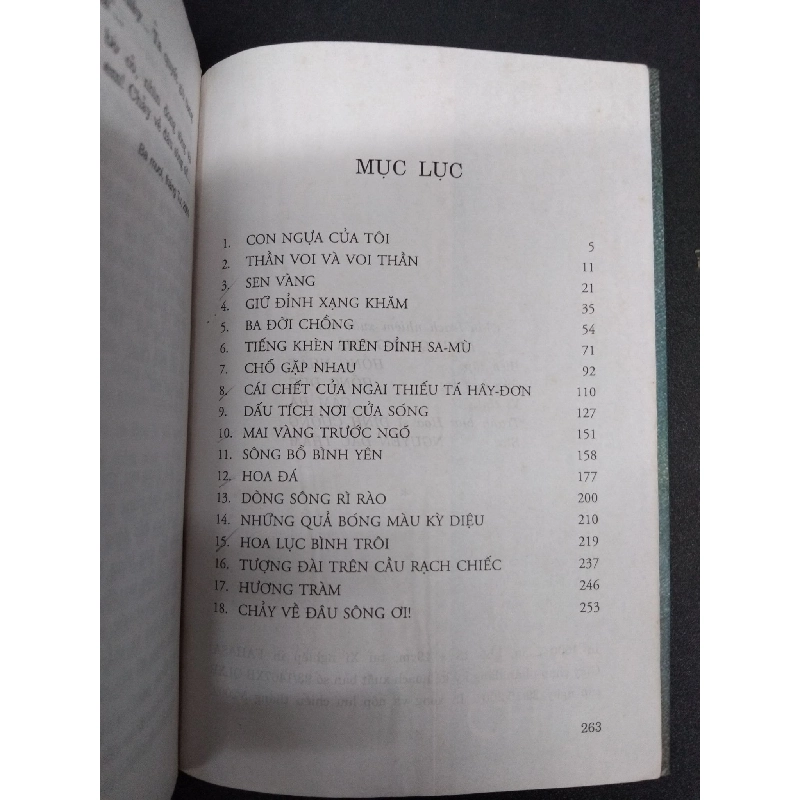 MỤC LỤC
1. CON NGỰA CỦA TÔI 5
2. THẦN VOI VÀ VOI THẦN 11
3. SEN VÀNG 21
4. GIỮ ĐỈNH XẠNG KHĂM 35
5. BA ĐỜI CHỒNG 54
6. TIẾNG KHÈN TRÊN DỈNH SA-MÙ 71
7. CHỖ GẶP NHAU 92
8. CÁI CHẾT CỦA NGÀI THIẾU TÁ HÂY-ĐƠN 110
9. DẤU TÍCH NƠI CỬA SÔNG 127
10. MAI VÀNG TRƯỚC NGÕ 151
11. SÔNG BỒ BÌNH YÊN 158
12. HOA ĐÁ 177
13. DÒNG SÔNG RÌ RÀO 200
14. NHỮNG QUẢ BÓNG MÀU KỲ DIỆU 210
15. HOA LỤC BÌNH TRÔI 219
16. TƯỢNG ĐÀI TRÊN CẦU RẠCH CHIẾC 237
17. HƯƠNG TRÀM 246
18. CHẢY VỀ ĐÂU SÔNG ƠI! 253
263